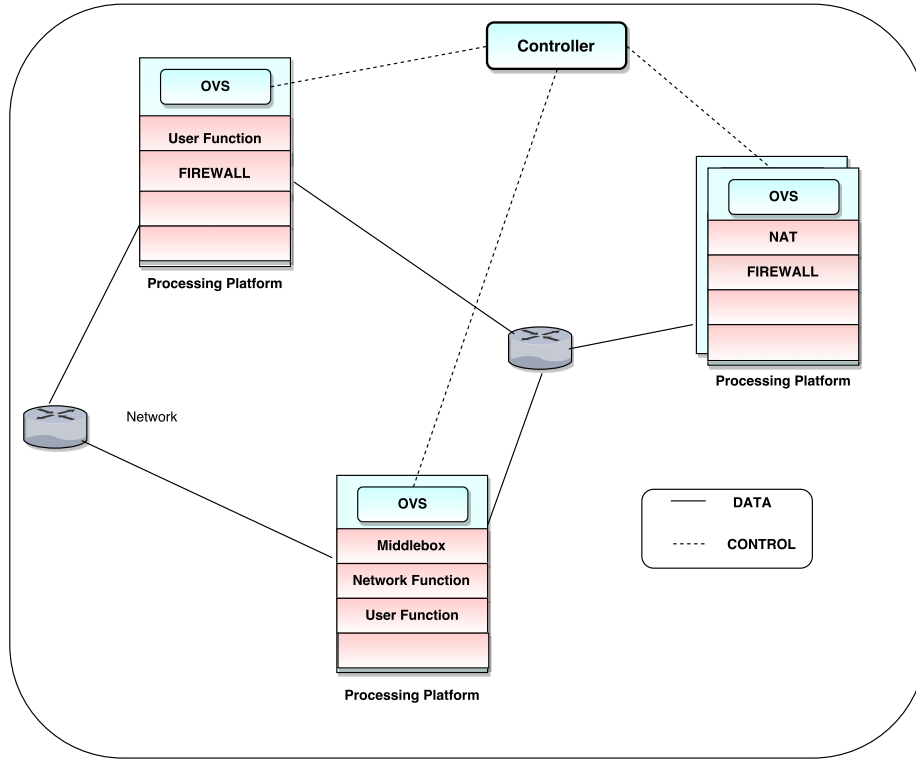 Controller
OVS
User Function
FIREWALL
Processing Platform
OVS
NAT
FIREWALL
Processing Platform
Network
OVS
Middlebox
Network Function
User Function
Processing Platform
DATA
CONTROL